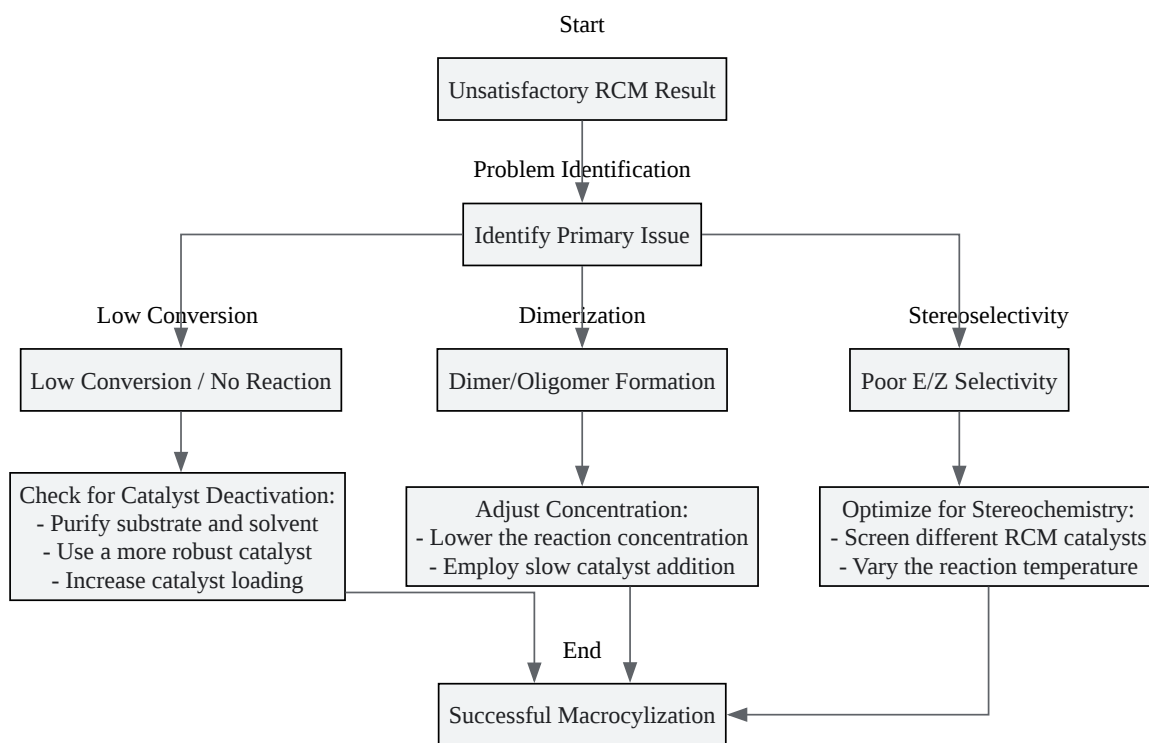 Start
Unsatisfactory RCM Result
Problem Identification
Identify Primary Issue
Low Conversion
Dimerization
Stereoselectivity
Low Conversion / No Reaction
Dimer/Oligomer Formation
Poor E/Z Selectivity
Check for Catalyst Deactivation:
- Purify substrate and solvent
- Use a more robust catalyst
- Increase catalyst loading
Adjust Concentration:
- Lower the reaction concentration
- Employ slow catalyst addition
Optimize for Stereochemistry:
- Screen different RCM catalysts
- Vary the reaction temperature
End
Successful Macrocylization